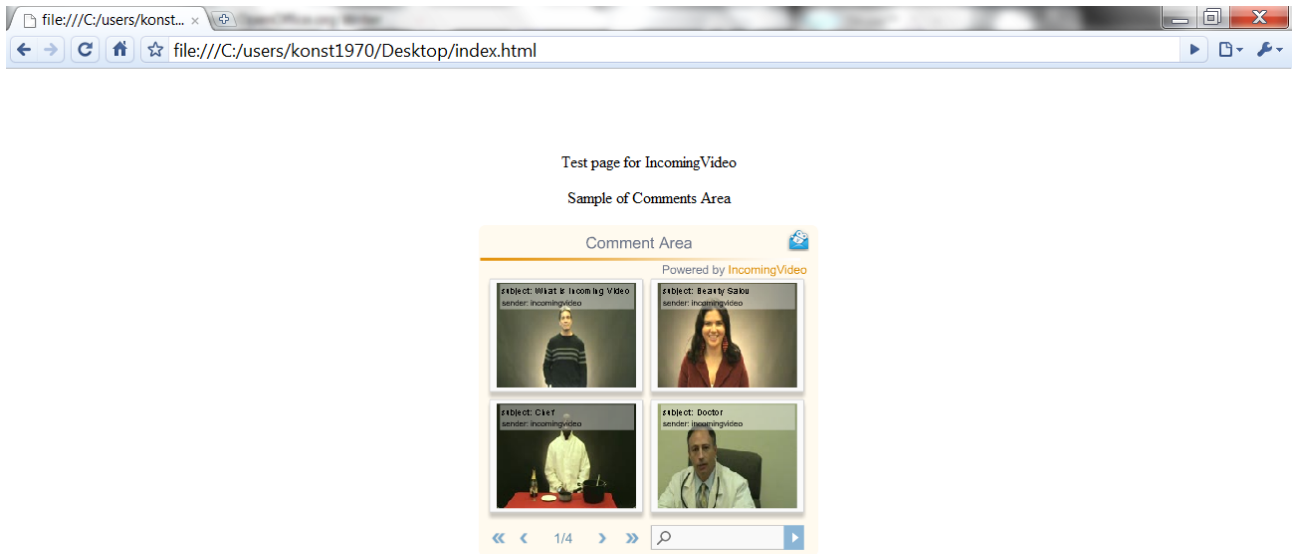 file:///C:/users/konst...
file:///C:/users/konst1970/Desktop/index.html
Test page for IncomingVideo
Sample of Comments Area
Comment Area
Powered by IncomingVideo
subject: What is Incoming Video
sender: incomingvideo
subject: Beauty Salon
sender: incomingvideo
subject: Chef
sender: incomingvideo
subject: Doctor
sender: incomingvideo
1/4